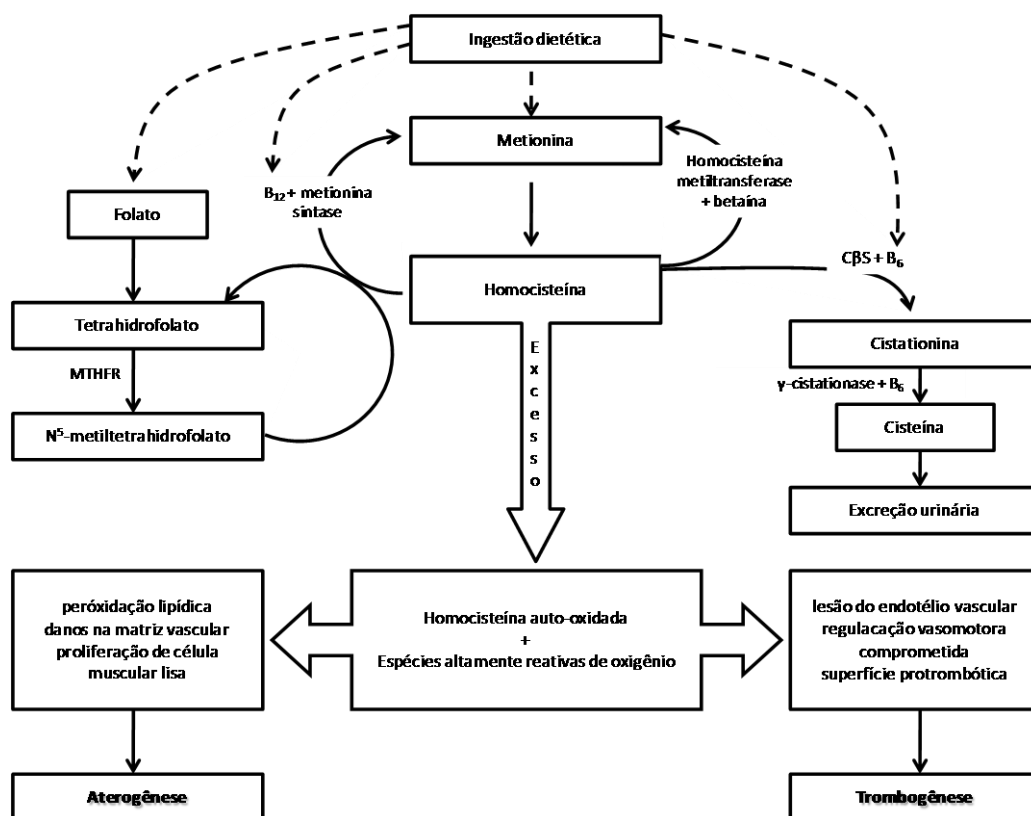 Ingestão dietética
Metionina
Homocisteína
metiltransferase
+ betaína
B₁₂ + metionina
sintase
Folato
CβS + B₆
Homocisteína
Tetrahidrofolato
Cistationina
MTHFR
γ-cistationase + B₆
N⁵-metiltetrahidrofolato
Cisteína
Excesso
Excreção urinária
peróxidação lipídica
danos na matriz vascular
proliferação de célula
muscular lisa
Homocisteína auto-oxidada
+
Espécies altamente reativas de oxigênio
lesão do endotélio vascular
regulacação vasomotora
comprometida
superfície protrombótica
Aterogênese
Trombogênese